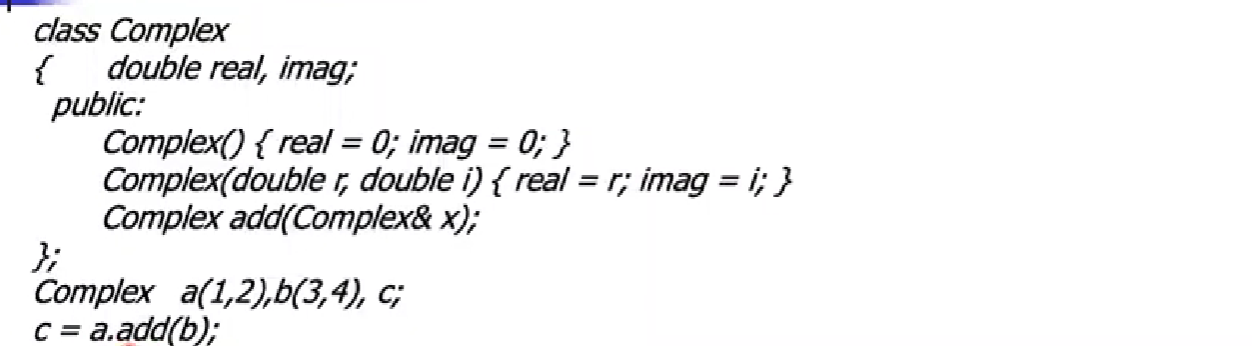 class Complex
{ double real, imag;
public:
Complex() { real = 0; imag = 0; }
Complex(double r, double i) { real = r; imag = i; }
Complex add(Complex& x);
};
Complex a(1,2),b(3,4), c;
c = a.add(b);